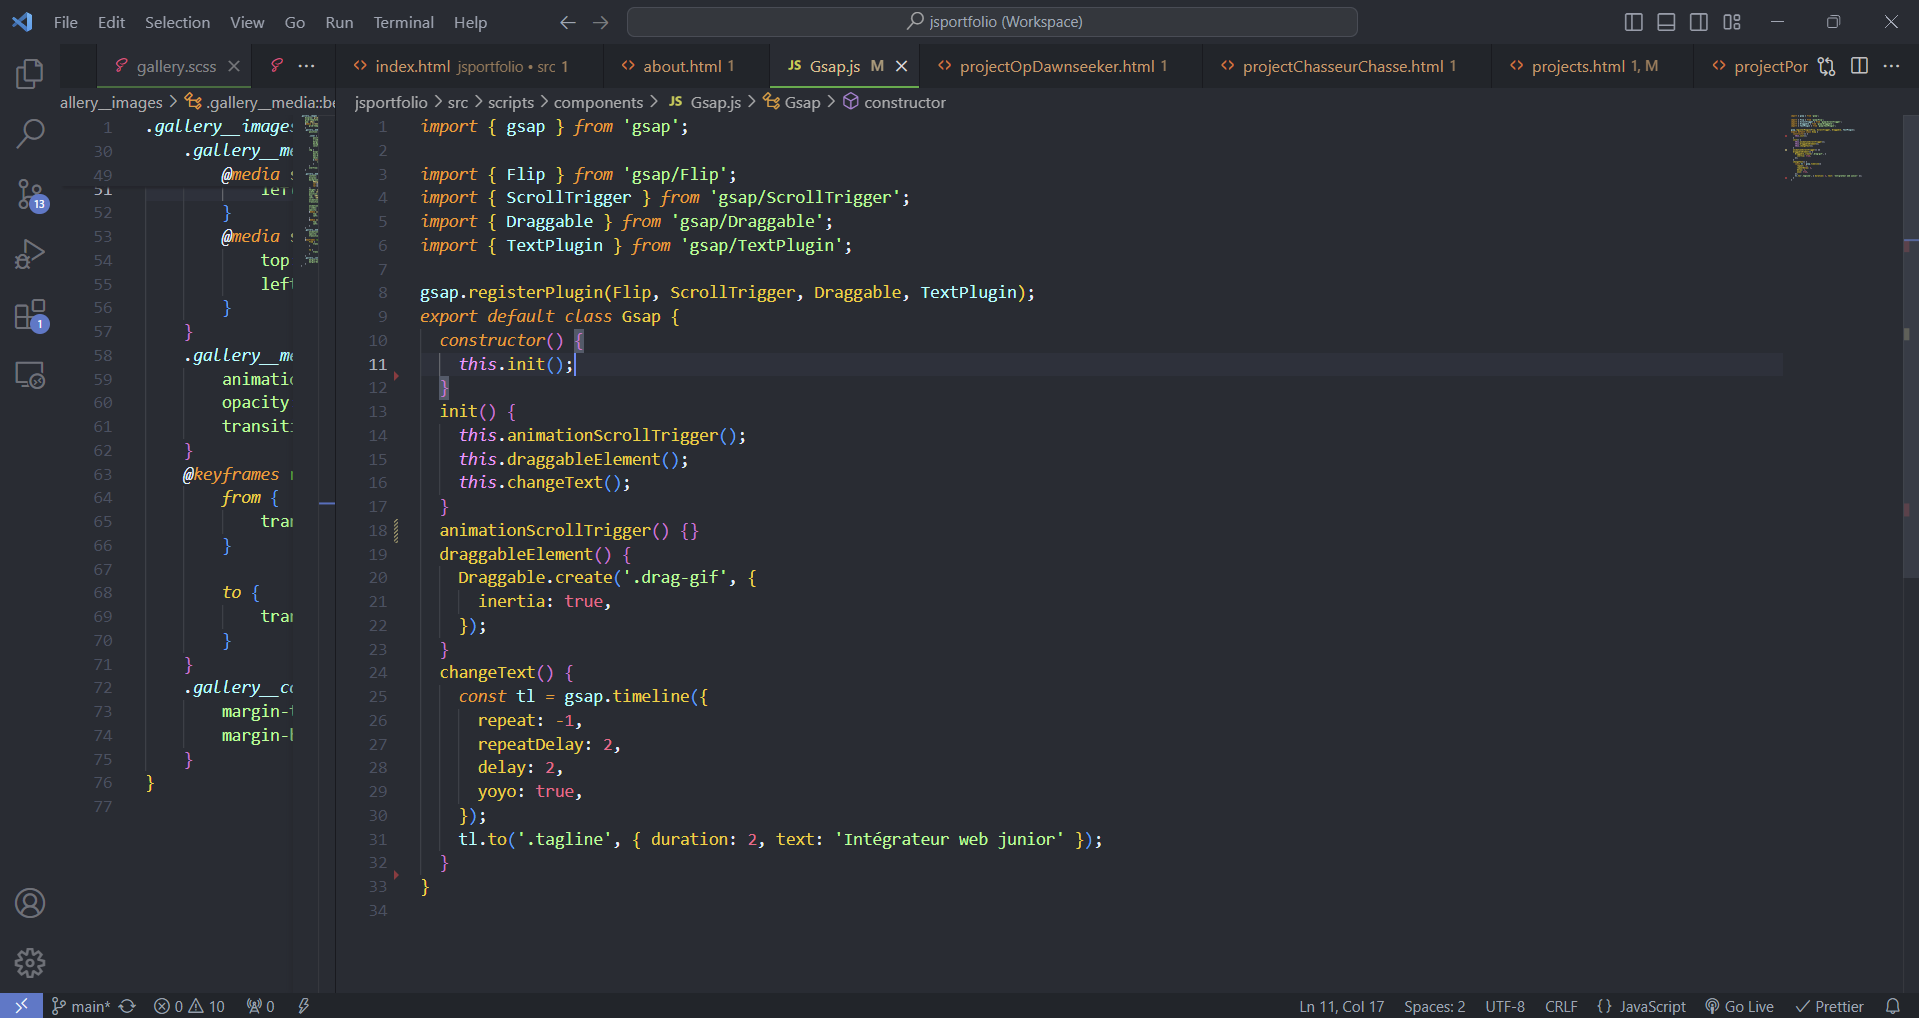 File Edit Selection View Go Run Terminal Help
jsportfolio (Workspace)
gallery.scss
index.html jsportfolio • src 1
about.html 1
JS Gsap.js M
projectOpDawnseeker.html 1
projectChasseurChasse.html 1
projects.html 1, M
projectPor
allery__images > .gallery__media::be
1 .gallery__images
30 .gallery__me
49 @media s
51 lef
52 }
53 @media s
54 top
55 left
56 }
57 }
58 .gallery__me
59 animatio
60 opacity
61 transiti
62 }
63 @keyframes
64 from {
65 tran
66 }
67
68 to {
69 tran
70 }
71 }
72 .gallery__co
73 margin-t
74 margin-b
75 }
76 }
77
jsportfolio > src > scripts > components > JS Gsap.js > Gsap > constructor
1 import { gsap } from 'gsap';
2
3 import { Flip } from 'gsap/Flip';
4 import { ScrollTrigger } from 'gsap/ScrollTrigger';
5 import { Draggable } from 'gsap/Draggable';
6 import { TextPlugin } from 'gsap/TextPlugin';
7
8 gsap.registerPlugin(Flip, ScrollTrigger, Draggable, TextPlugin);
9 export default class Gsap {
10 constructor() {
11 this.init();
12 }
13 init() {
14 this.animationScrollTrigger();
15 this.draggableElement();
16 this.changeText();
17 }
18 animationScrollTrigger() {}
19 draggableElement() {
20 Draggable.create('.drag-gif', {
21 inertia: true,
22 });
23 }
24 changeText() {
25 const tl = gsap.timeline({
26 repeat: -1,
27 repeatDelay: 2,
28 delay: 2,
29 yoyo: true,
30 });
31 tl.to('.tagline', { duration: 2, text: 'Intégrateur web junior' });
32 }
33 }
34
13
1
main* 0 10 0
Ln 11, Col 17 Spaces: 2 UTF-8 CRLF {} JavaScript Go Live Prettier